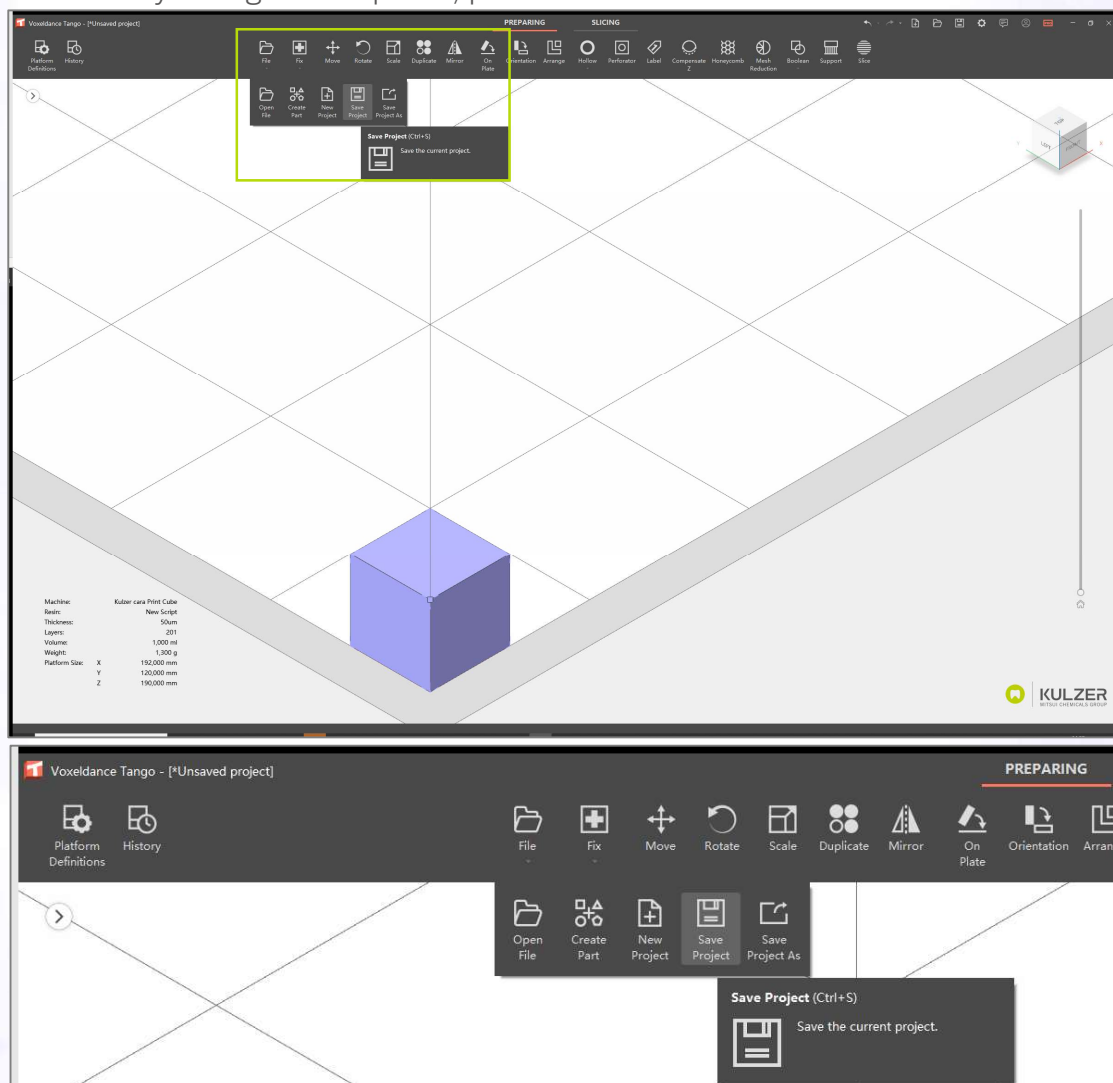 Voxeldance Tango - [*Unsaved project]
PREPARING
SLICING
Platform Definitions
History
File
Fix
Move
Rotate
Scale
Duplicate
Mirror
On Plate
Orientation
Arrange
Hollow
Perforator
Label
Compensate Z
Honeycomb
Mesh Reduction
Boolean
Support
Slice
Open File
Create Part
New Project
Save Project
Save Project As
Save Project (Ctrl+S)
Save the current project.
TOP
LEFT
FRONT
Machine: Kulzer cara Print Cube
Resin: New Script
Thickness: 50um
Layers: 201
Volume: 1,000 ml
Weight: 1,300 g
Platform Size: X 192,000 mm
Y 120,000 mm
Z 190,000 mm
KULZER
MITSUI CHEMICALS GROUP
Voxeldance Tango - [*Unsaved project]
PREPARING
Platform Definitions
History
File
Fix
Move
Rotate
Scale
Duplicate
Mirror
On Plate
Orientation
Arran
Open File
Create Part
New Project
Save Project
Save Project As
Save Project (Ctrl+S)
Save the current project.